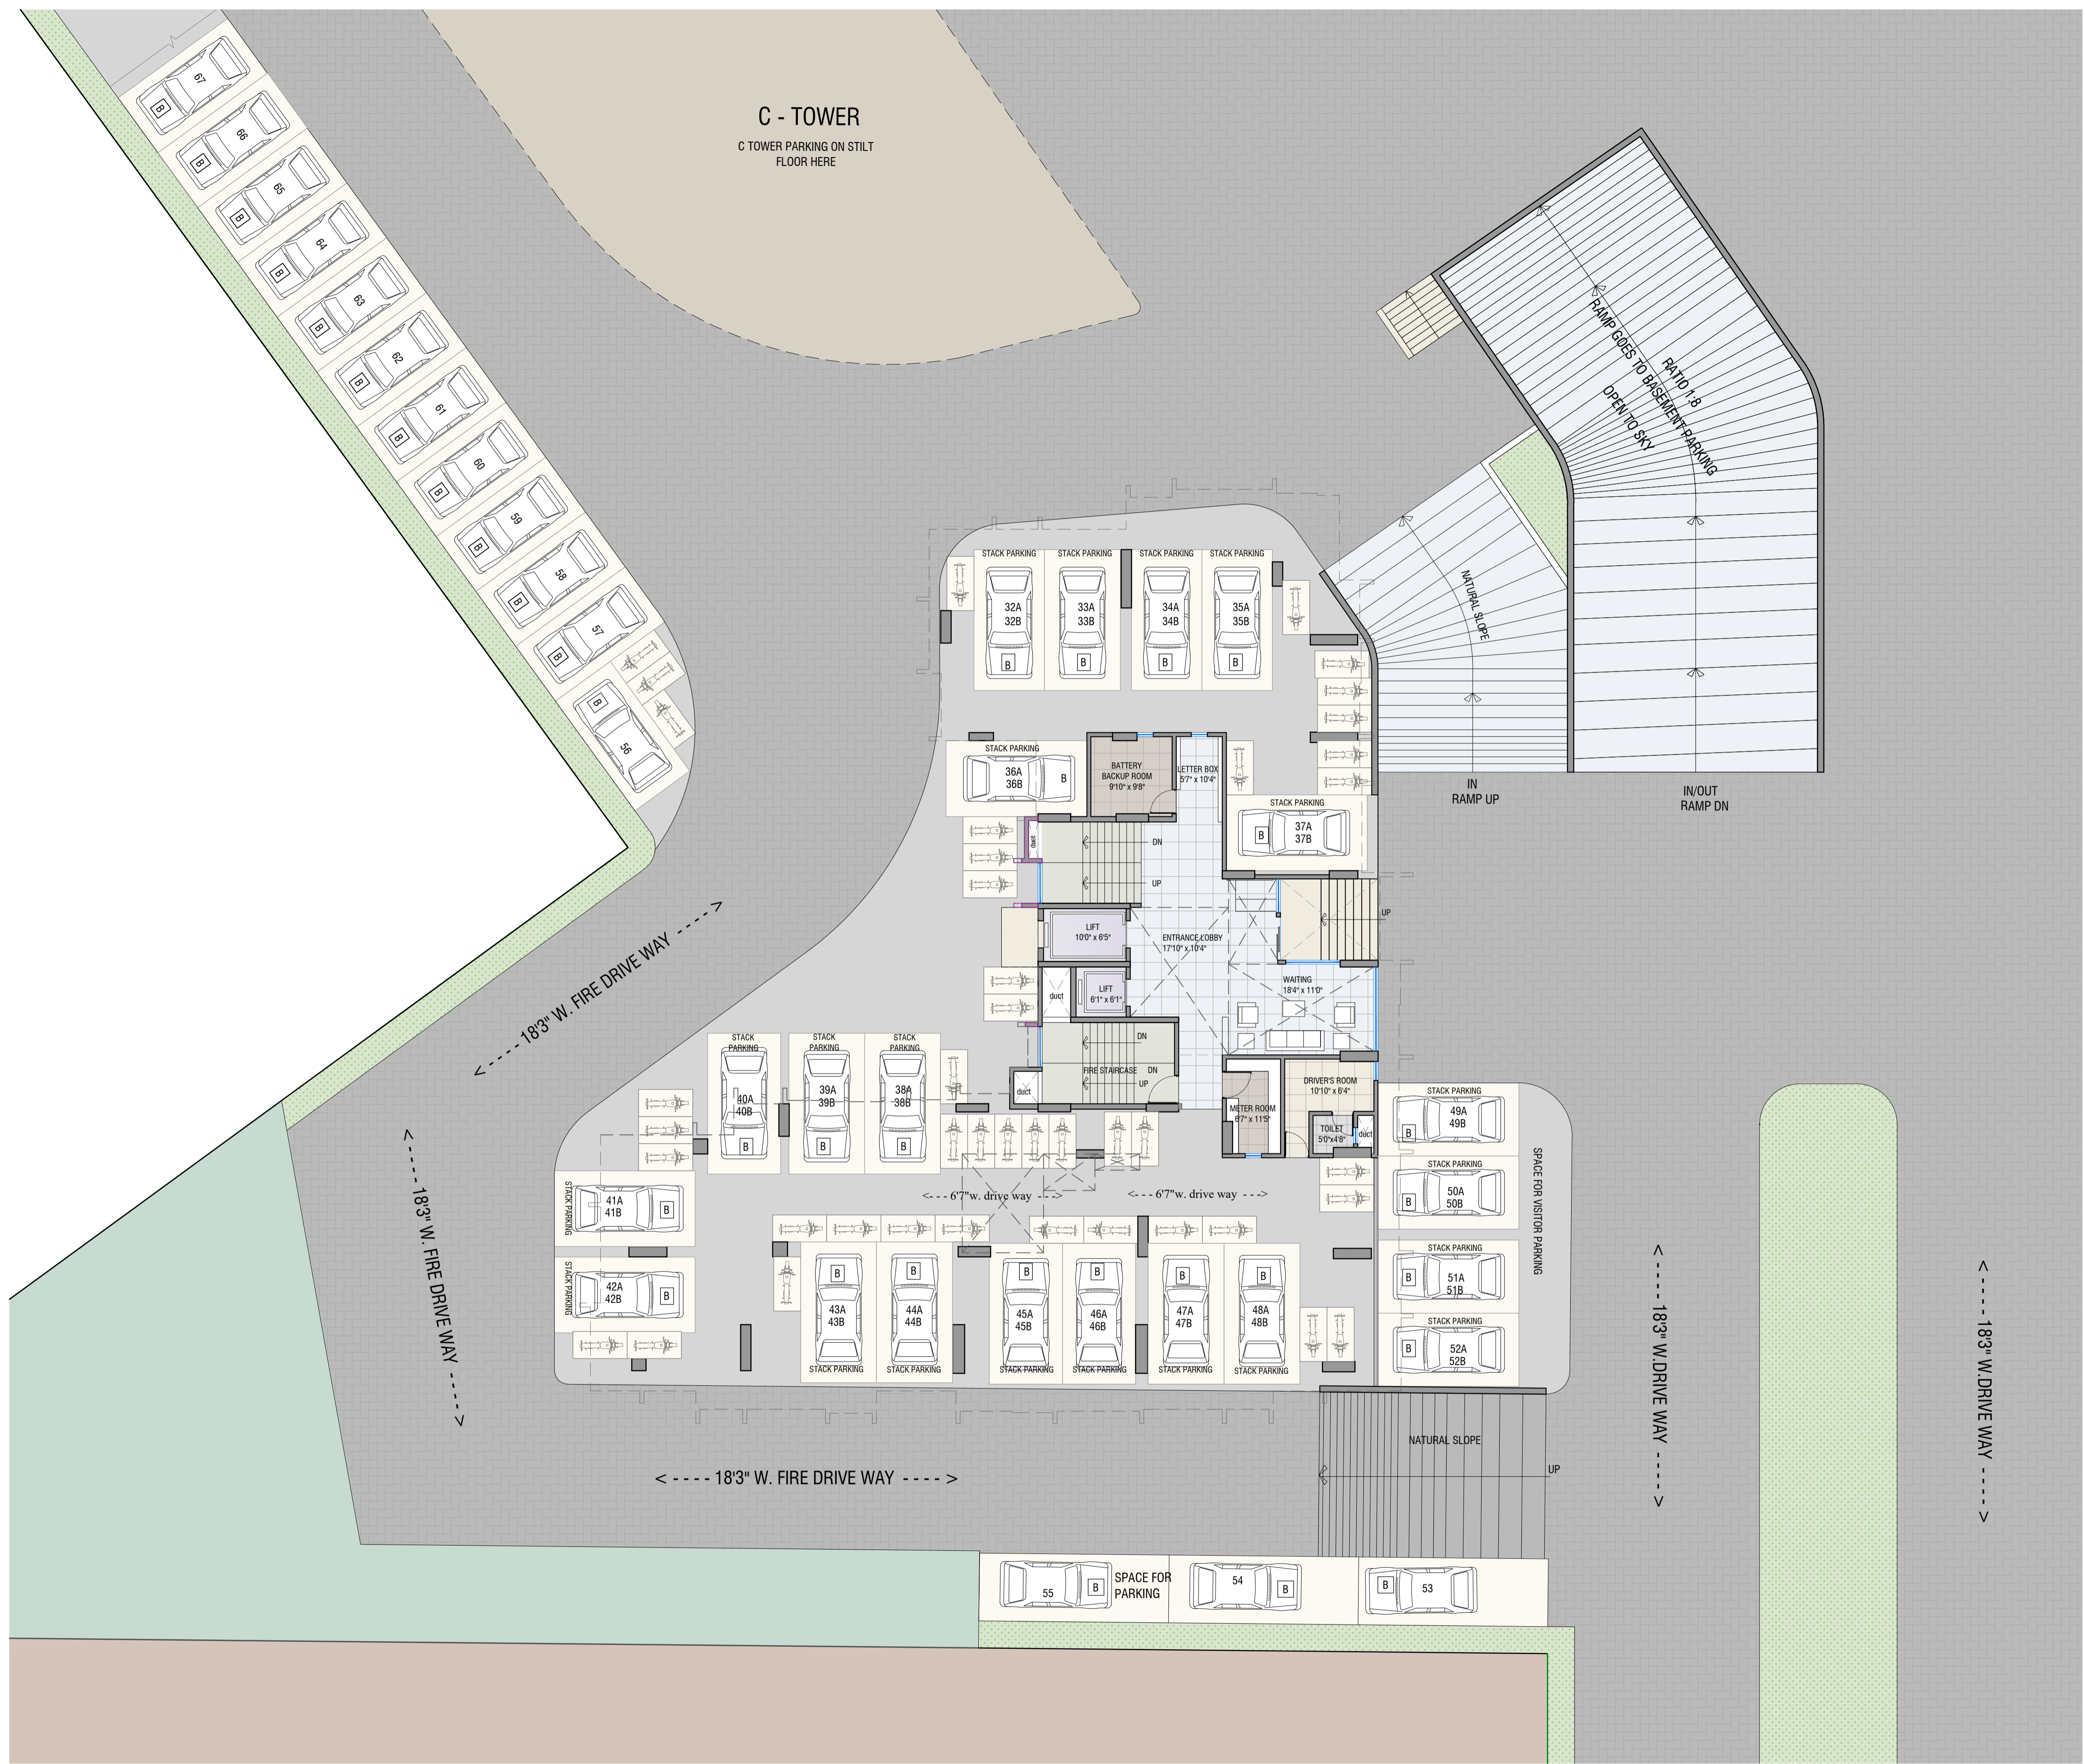 C - TOWER
C TOWER PARKING ON STILT
FLOOR HERE
67
B
66
B
65
B
64
B
63
B
62
B
61
B
60
B
59
B
58
B
57
B
56
B
RATIO 1:8
RAMP GOES TO BASEMENT PARKING
OPEN TO SKY
NATURAL SLOPE
IN
RAMP UP
IN/OUT
RAMP DN
STACK PARKING
32A
32B
B
STACK PARKING
33A
33B
B
STACK PARKING
34A
34B
B
STACK PARKING
35A
35B
B
STACK PARKING
36A
36B
B
BATTERY
BACKUP ROOM
9'10" x 9'8"
LETTER BOX
5'7" x 10'4"
STACK PARKING
37A
37B
B
duct
DN
UP
LIFT
10'0" x 6'5"
ENTRANCE LOBBY
17'10" x 10'4"
UP
WAITING
18'4" x 11'0"
duct
LIFT
6'1" x 6'1"
DN
FIRE STAIRCASE
DN
UP
duct
METER ROOM
6'7" x 11'5"
DRIVER'S ROOM
10'10" x 6'4"
TOILET
5'0"x4'8"
duct
18'3" W. FIRE DRIVE WAY
STACK
PARKING
40A
40B
B
STACK
PARKING
39A
39B
B
STACK
PARKING
38A
38B
B
STACK PARKING
41A
41B
B
STACK PARKING
42A
42B
B
6'7"w. drive way
6'7"w. drive way
B
43A
43B
STACK PARKING
B
44A
44B
STACK PARKING
B
45A
45B
STACK PARKING
B
46A
46B
STACK PARKING
B
47A
47B
STACK PARKING
B
48A
48B
STACK PARKING
STACK PARKING
49A
49B
B
STACK PARKING
50A
50B
B
STACK PARKING
51A
51B
B
STACK PARKING
52A
52B
B
SPACE FOR VISITOR PARKING
18'3" W. FIRE DRIVE WAY
18'3" W.DRIVE WAY
18'3" W.DRIVE WAY
NATURAL SLOPE
UP
18'3" W. FIRE DRIVE WAY
55
B
SPACE FOR
PARKING
54
B
B
53